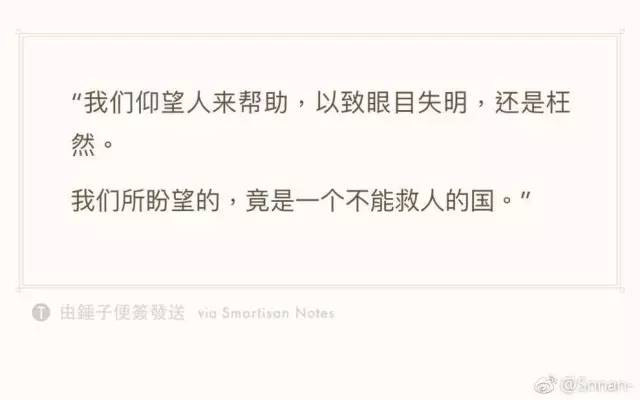 “我们仰望人来帮助，以致眼目失明，还是枉
然。
我们所盼望的，竟是一个不能救人的国。”
T 由錘子便簽發送 via Smartisan Notes
@Snnan-